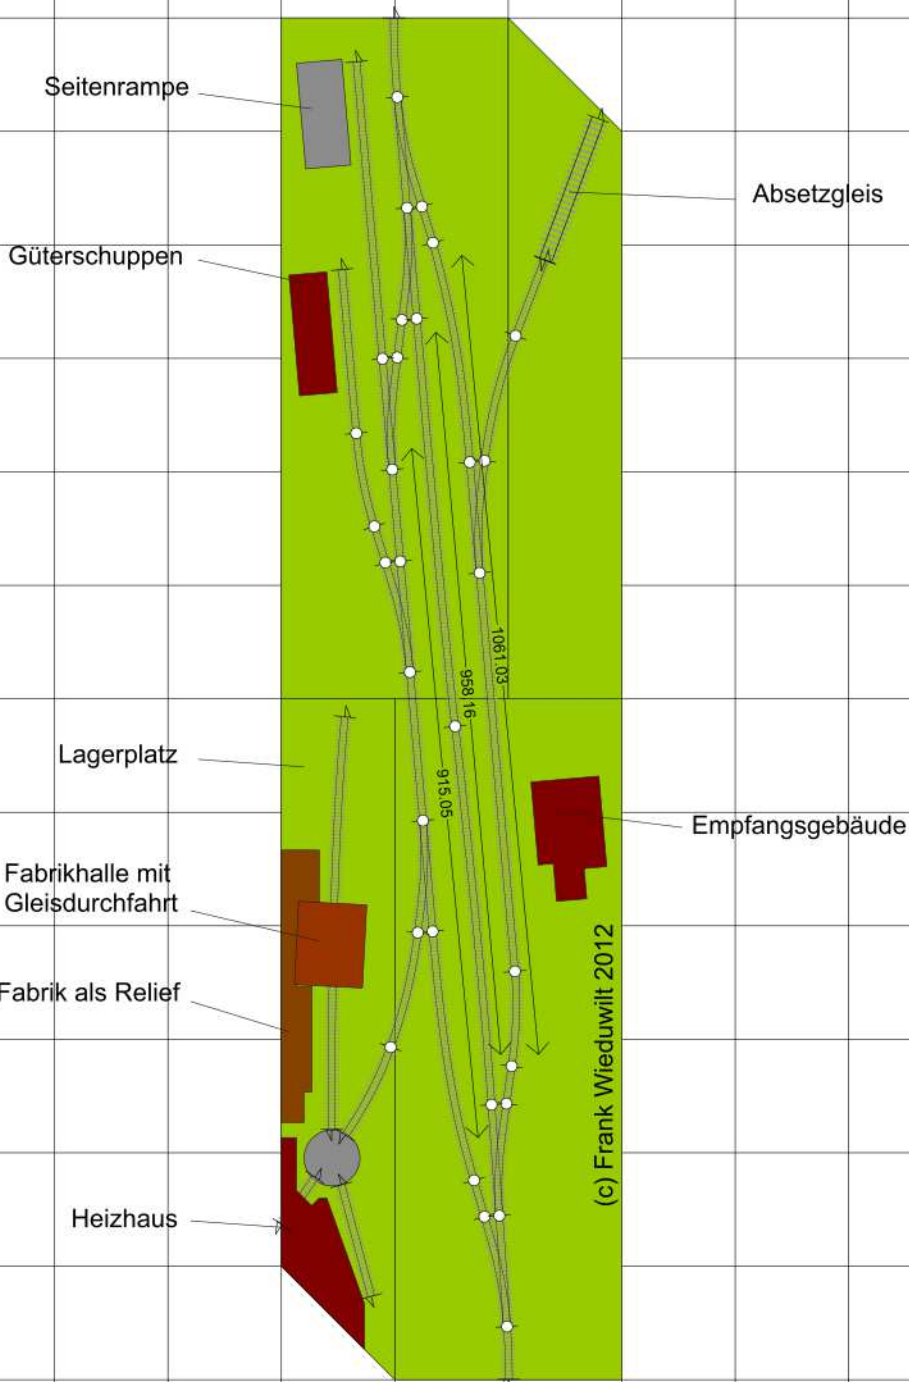 Seitenrampe
Absetzgleis
Güterschuppen
1061.03
958.16
915.05
Lagerplatz
Empfangsgebäude
Fabrikhalle mit
Gleisdurchfahrt
Fabrik als Relief
(c) Frank Wieduwilt 2012
Heizhaus